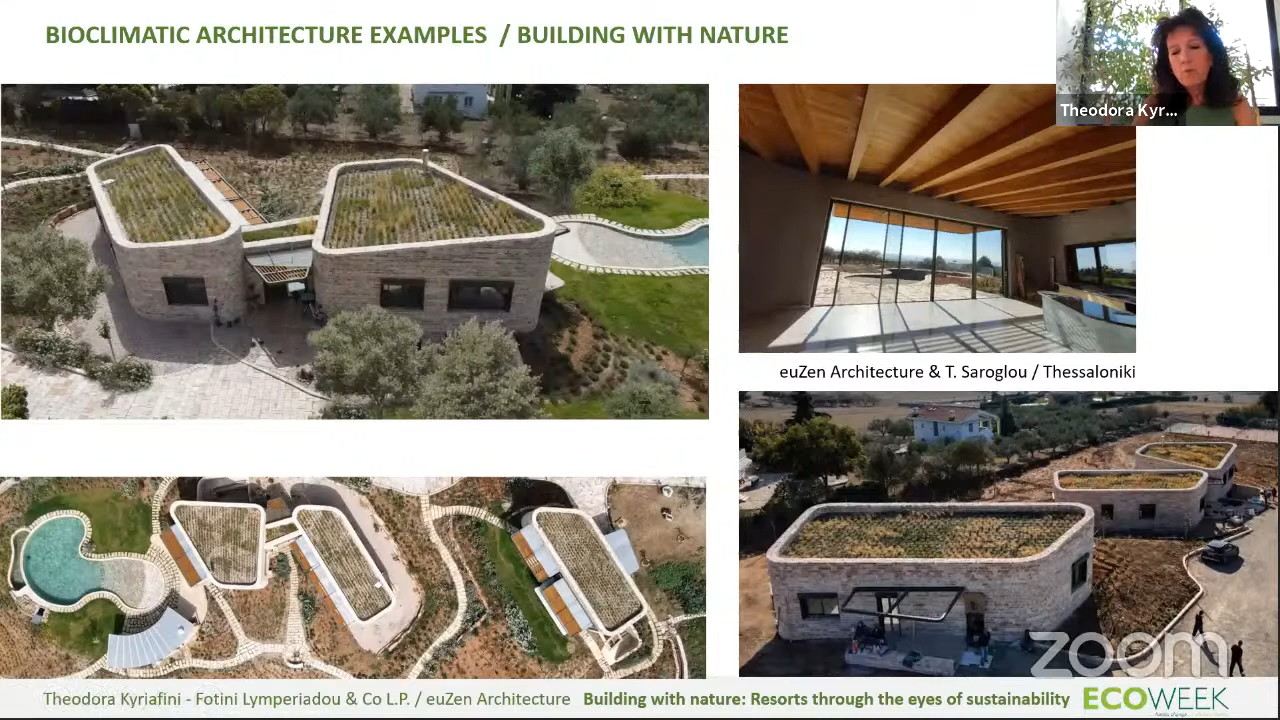 BIOCLIMATIC ARCHITECTURE EXAMPLES / BUILDING WITH NATURE
Theodora Kyr...
euZen Architecture & T. Saroglou / Thessaloniki
zoom
Theodora Kyriafini - Fotini Lymperiadou & Co L.P. / euZen Architecture Building with nature: Resorts through the eyes of sustainability ECOWEEK